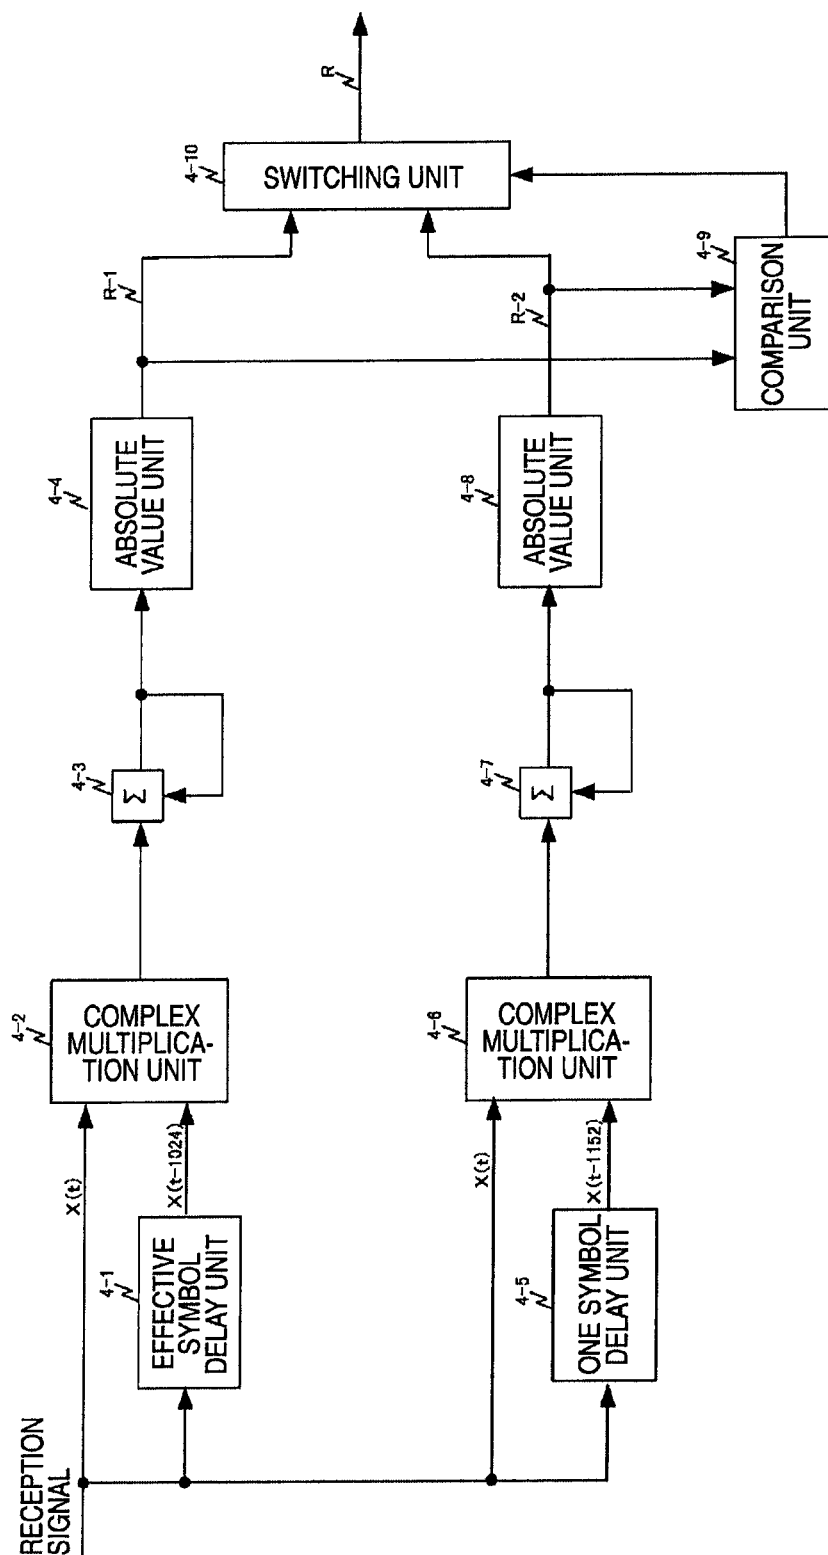 RECEPTION
SIGNAL
X(t)
4-1
EFFECTIVE
SYMBOL
DELAY UNIT
X(t-1024)
4-2
COMPLEX
MULTIPLICA-
TION UNIT
4-3
Σ
4-4
ABSOLUTE
VALUE UNIT
R-1
X(t)
4-5
ONE SYMBOL
DELAY UNIT
X(t-1152)
4-6
COMPLEX
MULTIPLICA-
TION UNIT
4-7
Σ
4-8
ABSOLUTE
VALUE UNIT
R-2
4-9
COMPARISON
UNIT
4-10
SWITCHING UNIT
R